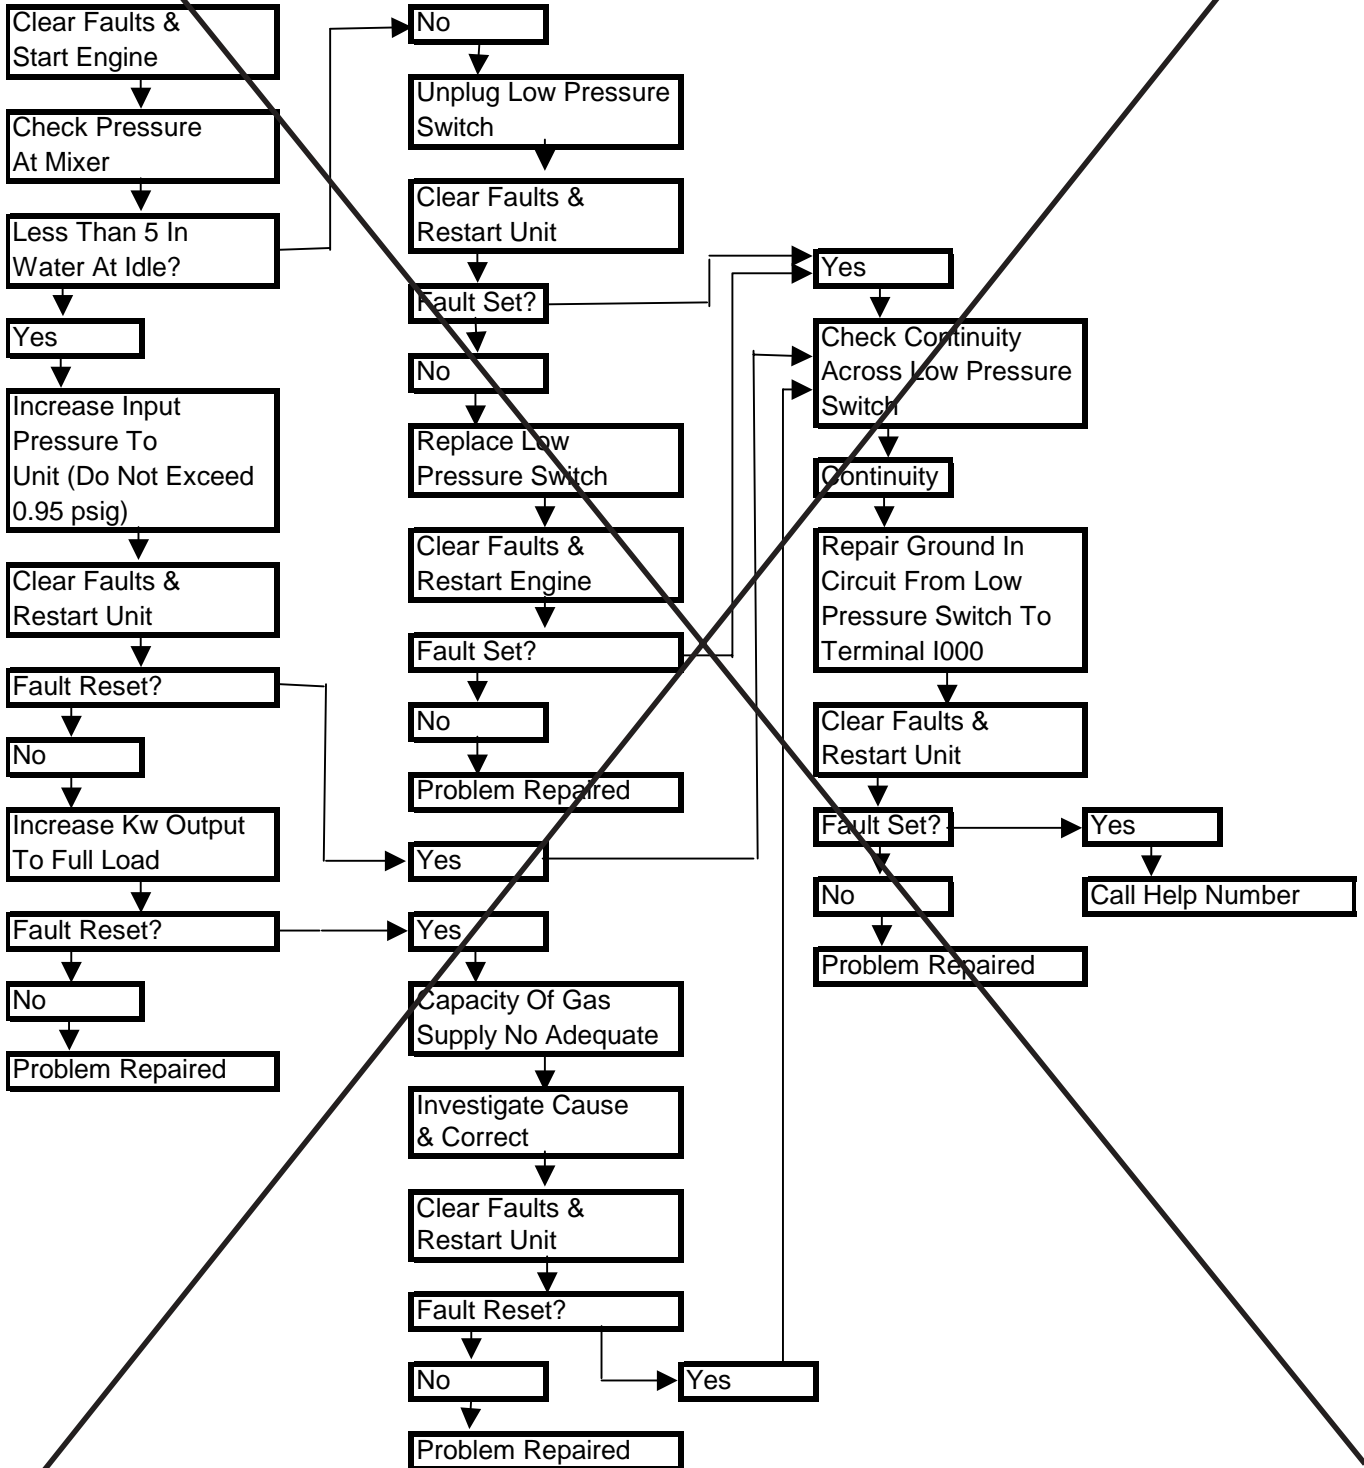 Clear Faults &
Start Engine
Check Pressure
At Mixer
Less Than 5 In
Water At Idle?
Yes
Increase Input
Pressure To
Unit (Do Not Exceed
0.95 psig)
Clear Faults &
Restart Unit
Fault Reset?
No
Increase Kw Output
To Full Load
Fault Reset?
No
Problem Repaired
No
Unplug Low Pressure
Switch
Clear Faults &
Restart Unit
Fault Set?
No
Replace Low
Pressure Switch
Clear Faults &
Restart Engine
Fault Set?
No
Problem Repaired
Yes
Yes
Capacity Of Gas
Supply No Adequate
Investigate Cause
& Correct
Clear Faults &
Restart Unit
Fault Reset?
No
Yes
Problem Repaired
Yes
Check Continuity
Across Low Pressure
Switch
Continuity
Repair Ground In
Circuit From Low
Pressure Switch To
Terminal I000
Clear Faults &
Restart Unit
Fault Set?
Yes
No
Call Help Number
Problem Repaired